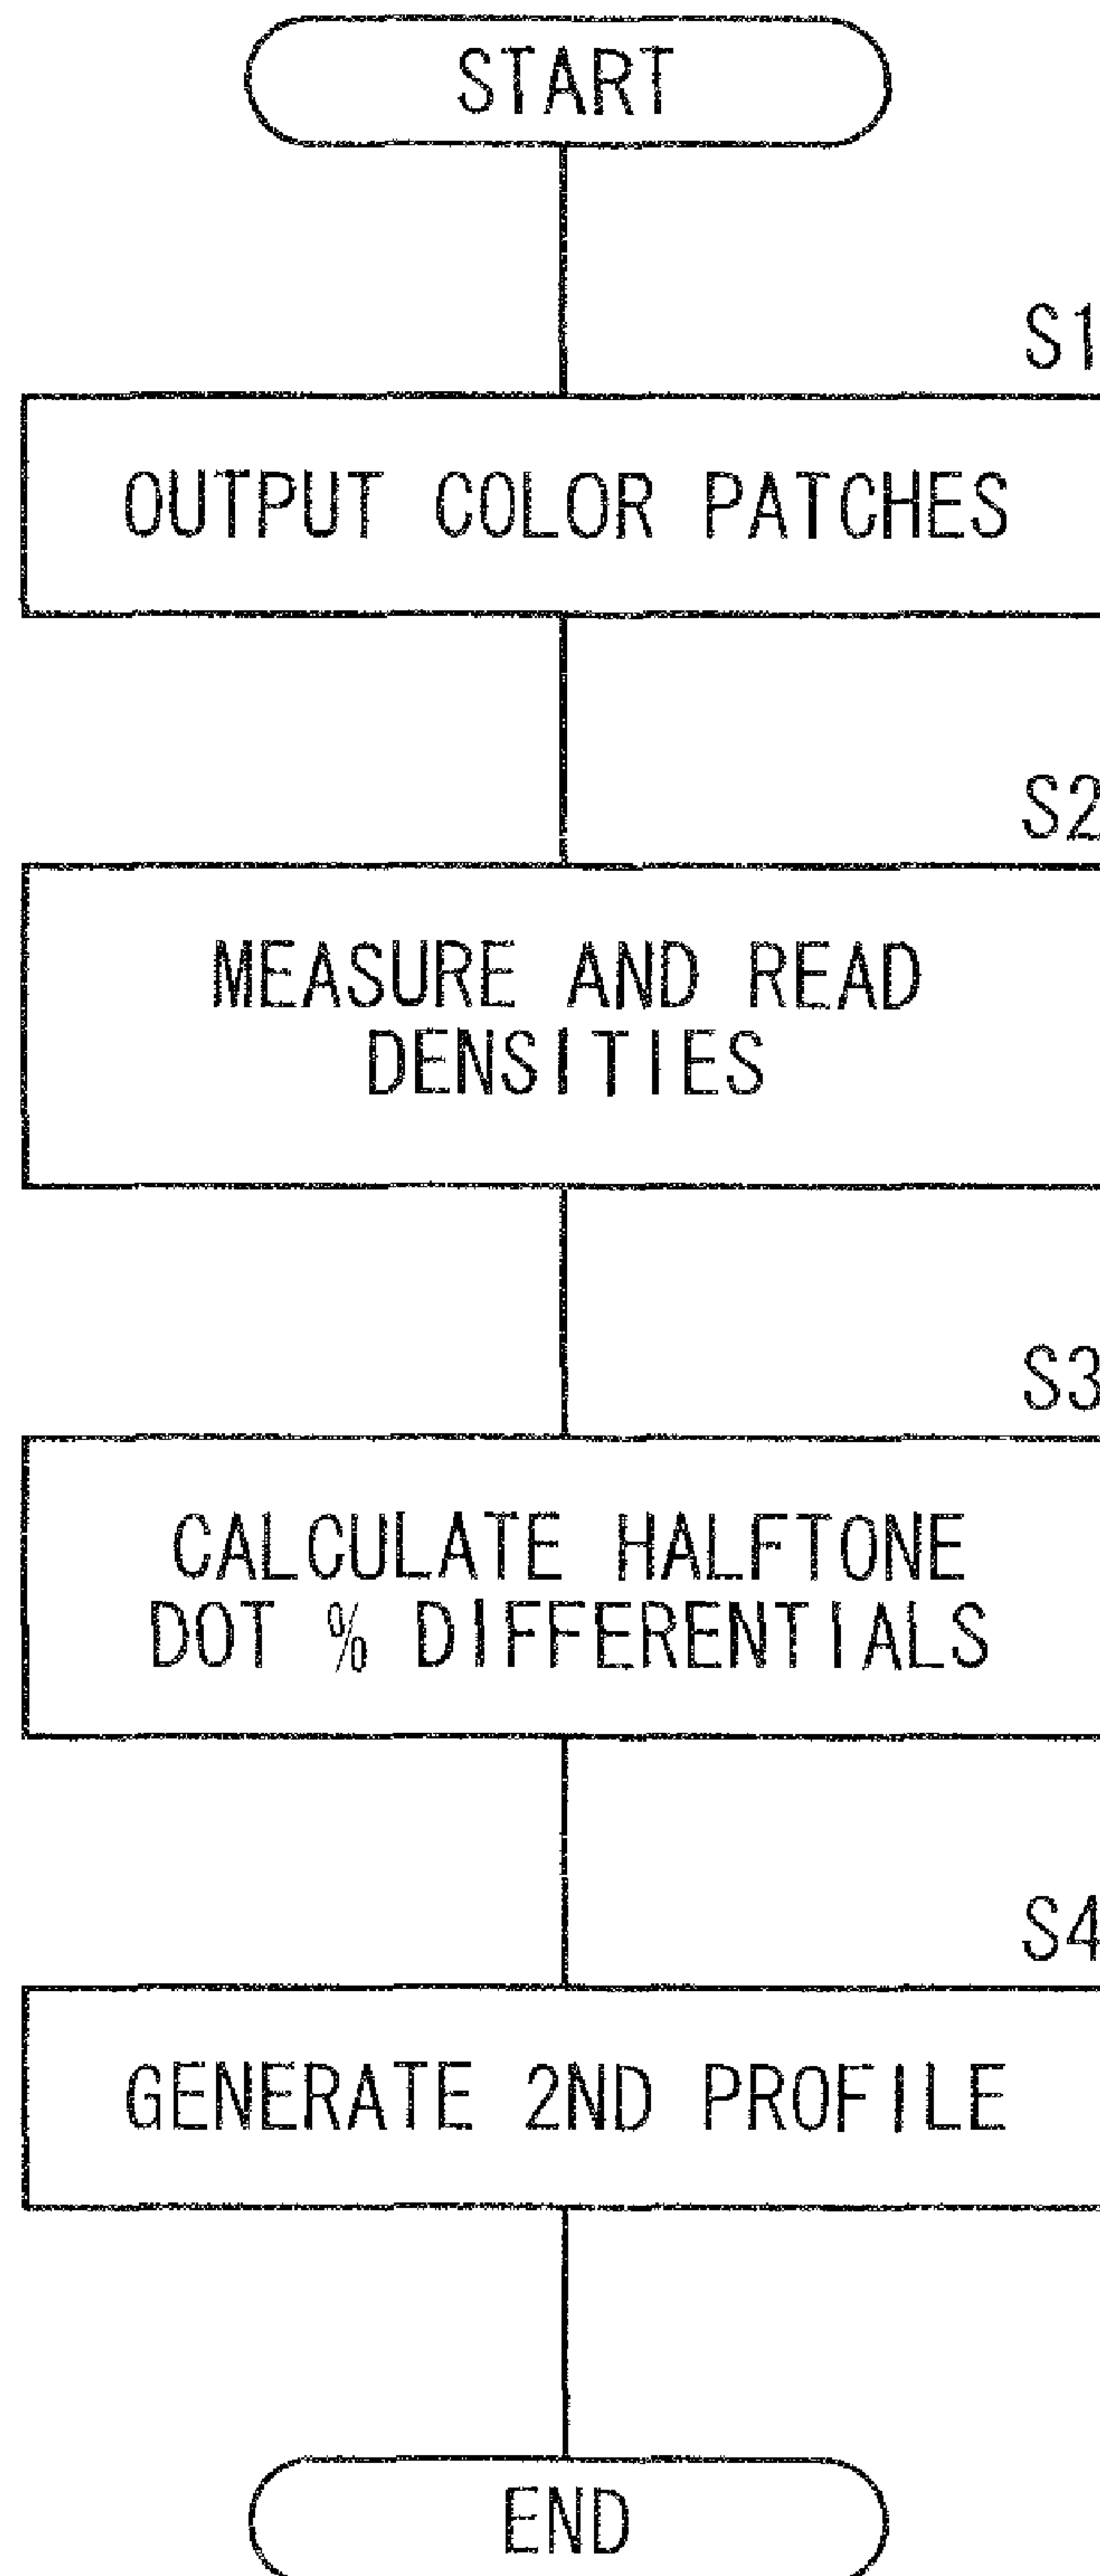 START
S1
OUTPUT COLOR PATCHES
S2
MEASURE AND READ
DENSITIES
S3
CALCULATE HALFTONE
DOT % DIFFERENTIALS
S4
GENERATE 2ND PROFILE
END